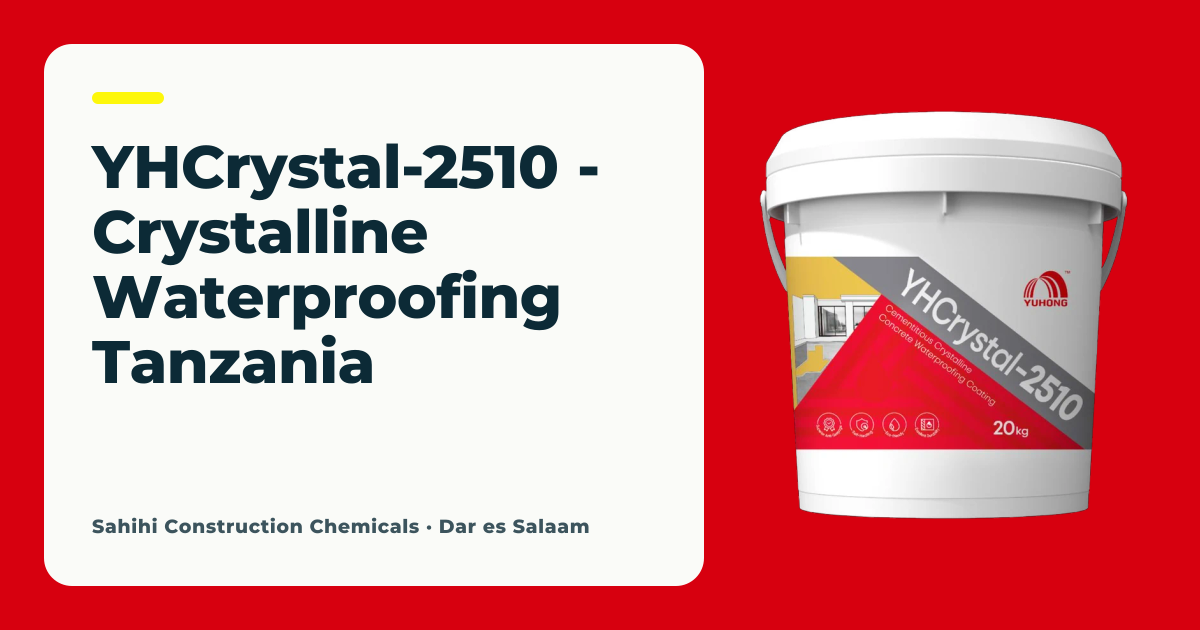 YHCrystal-2510 -
Crystalline
Waterproofing
Tanzania
Sahihi Construction Chemicals · Dar es Salaam
™
YUHONG
YHCrystal-2510
Cementitious Crystalline
Concrete Waterproofing Coating
20kg